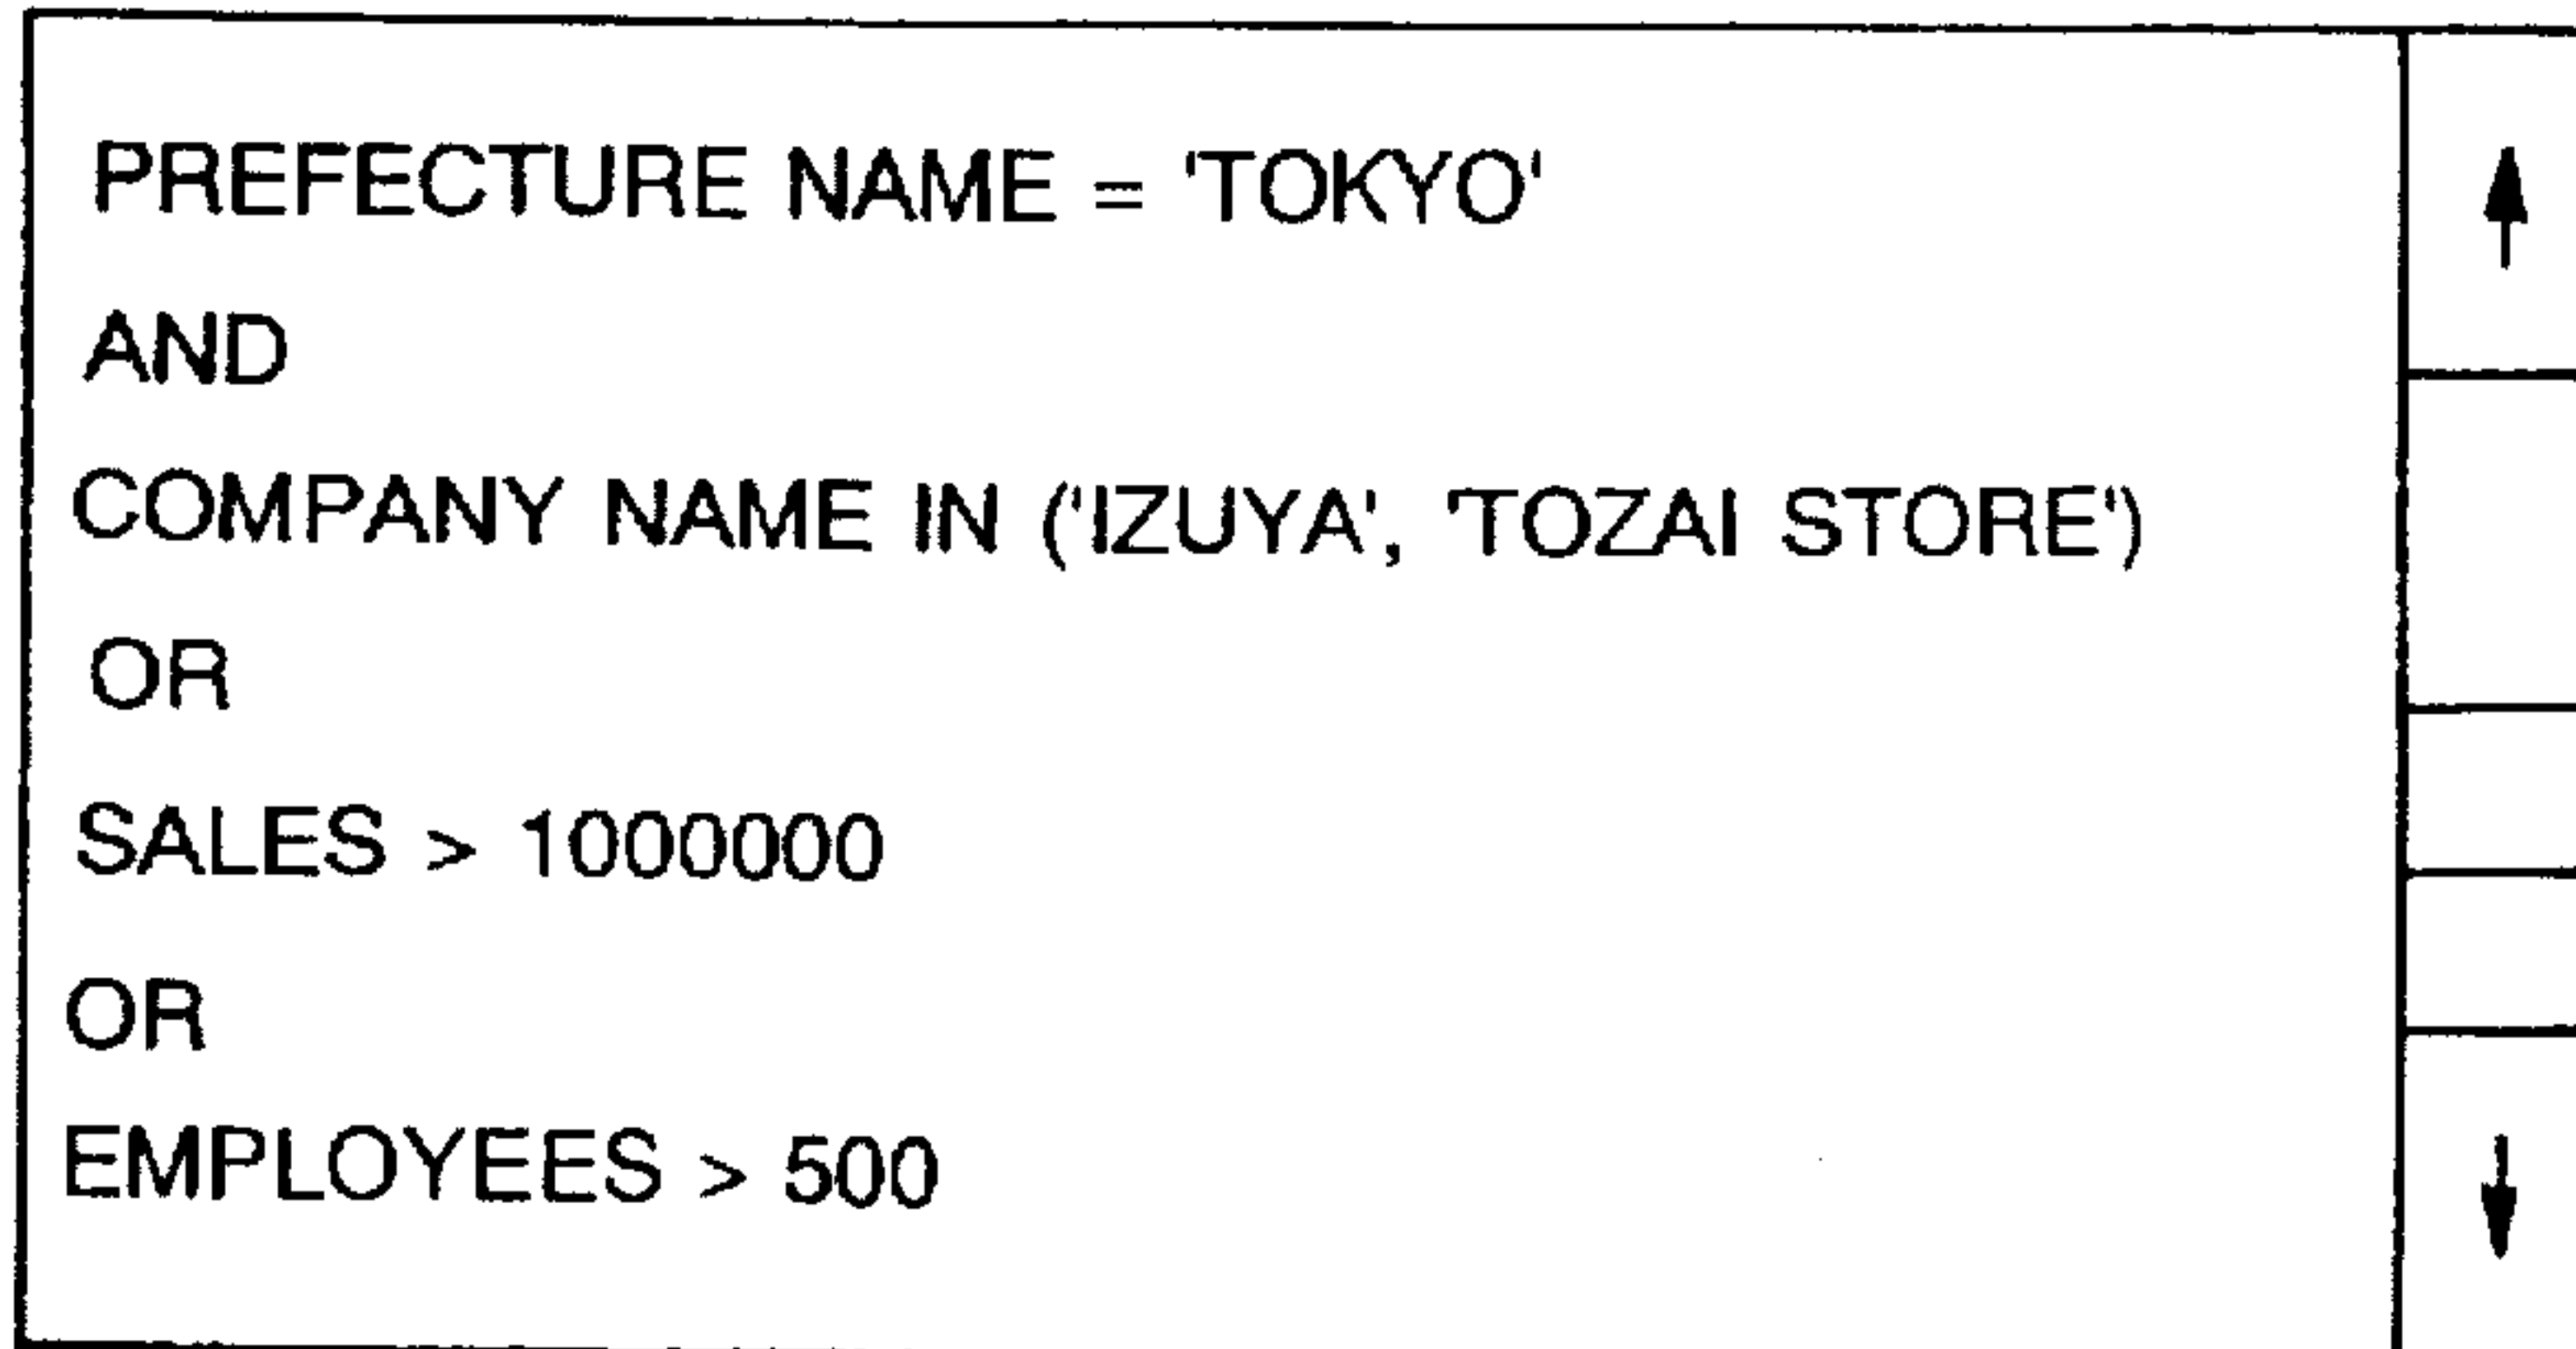 PREFECTURE NAME = 'TOKYO'
AND
COMPANY NAME IN ('IZUYA', 'TOZAI STORE')
OR
SALES > 1000000
OR
EMPLOYEES > 500